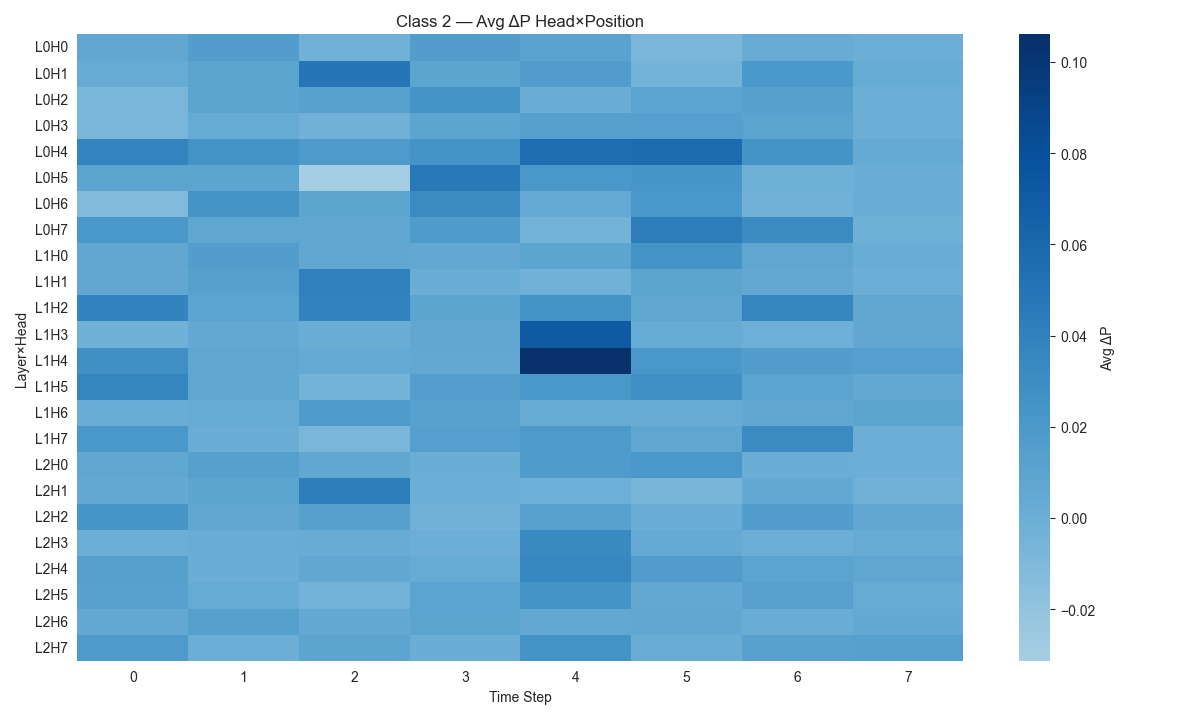 Class 2 — Avg ΔP Head×Position
Layer×Head
L0H0
L0H1
L0H2
L0H3
L0H4
L0H5
L0H6
L0H7
L1H0
L1H1
L1H2
L1H3
L1H4
L1H5
L1H6
L1H7
L2H0
L2H1
L2H2
L2H3
L2H4
L2H5
L2H6
L2H7
0 1 2 3 4 5 6 7
Time Step
0.10
0.08
0.06
0.04
0.02
0.00
−0.02
Avg ΔP